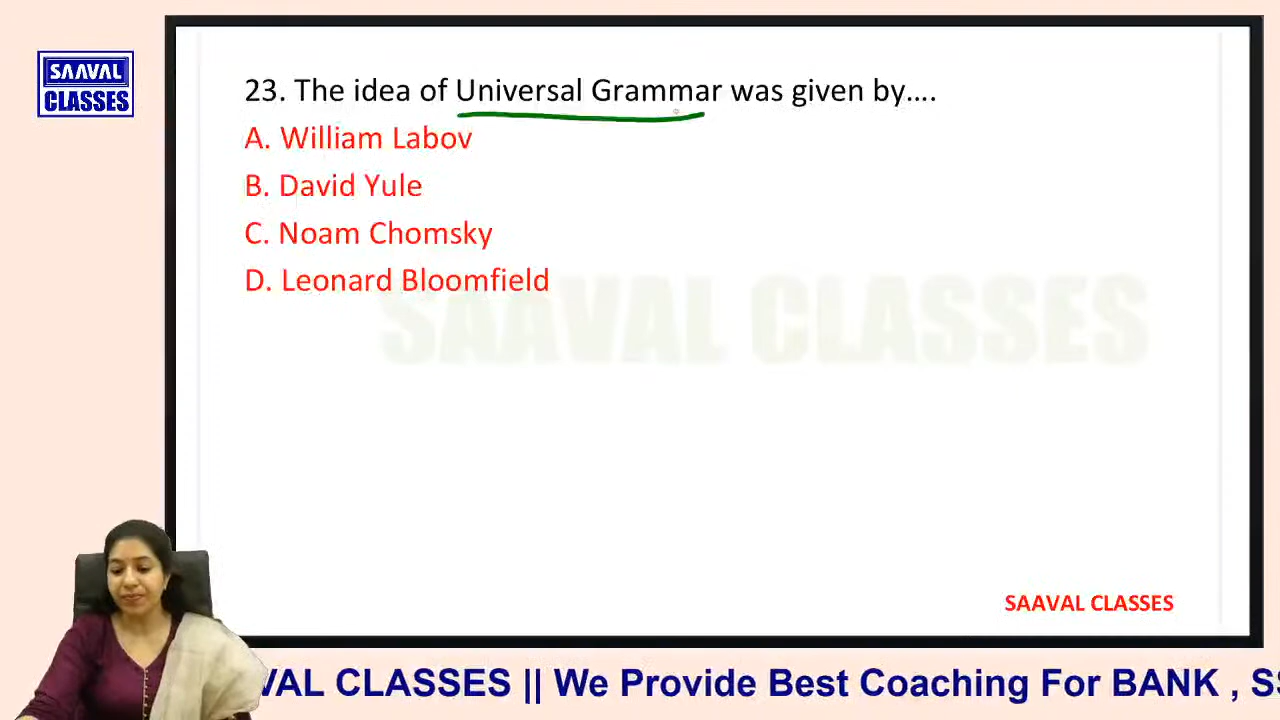 SAAVAL
CLASSES
23. The idea of Universal Grammar was given by....
A. William Labov
B. David Yule
C. Noam Chomsky
D. Leonard Bloomfield
SAAVAL CLASSES
SAAVAL CLASSES
VAL CLASSES || We Provide Best Coaching For BANK , SS